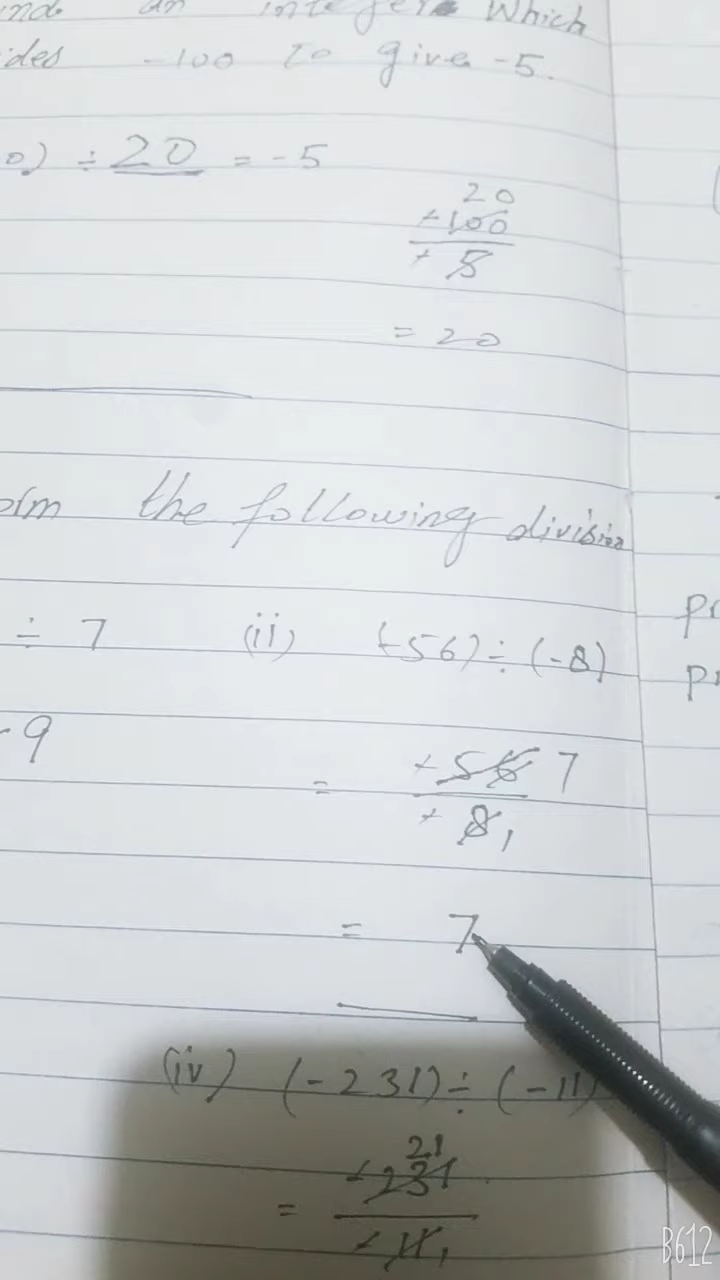 an integer Which
-100 to give -5.
÷ 20 = -5
20
-100
- 5
= 20
the following division
÷ 7 (ii) (-56) ÷ (-8)
-9
= -56 7
- 8 1
= 7
(iv) (-231) ÷ (-11)
21
= -231
-11 1
B612